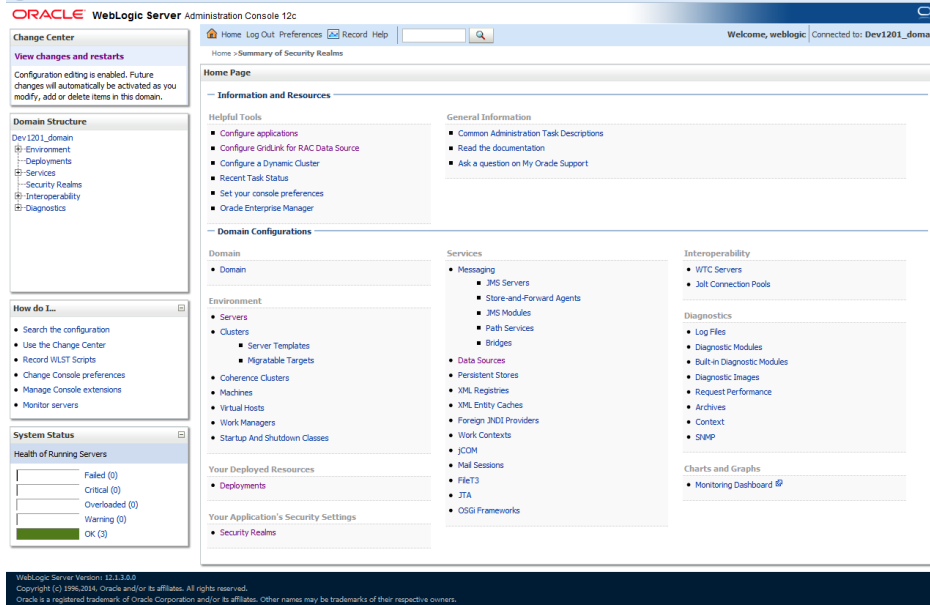 ORACLE WebLogic Server Administration Console 12c
Change Center
View changes and restarts
Configuration editing is enabled. Future
changes will automatically be activated as you
modify, add or delete items in this domain.
Domain Structure
Dev1201_domain
Environment
Deployments
Services
Security Realms
Interoperability
Diagnostics
How do I...
Search the configuration
Use the Change Center
Record WLST Scripts
Change Console preferences
Manage Console extensions
Monitor servers
System Status
Health of Running Servers
Failed (0)
Critical (0)
Overloaded (0)
Warning (0)
OK (3)
Home Log Out Preferences Record Help
Welcome, weblogic Connected to: Dev1201_doma
Home >Summary of Security Realms
Home Page
Information and Resources
Helpful Tools
Configure applications
Configure GridLink for RAC Data Source
Configure a Dynamic Cluster
Recent Task Status
Set your console preferences
Oracle Enterprise Manager
General Information
Common Administration Task Descriptions
Read the documentation
Ask a question on My Oracle Support
Domain Configurations
Domain
Domain
Environment
Servers
Clusters
Server Templates
Migratable Targets
Coherence Clusters
Machines
Virtual Hosts
Work Managers
Startup And Shutdown Classes
Your Deployed Resources
Deployments
Your Application's Security Settings
Security Realms
Services
Messaging
JMS Servers
Store-and-Forward Agents
JMS Modules
Path Services
Bridges
Data Sources
Persistent Stores
XML Registries
XML Entity Caches
Foreign JNDI Providers
Work Contexts
jCOM
Mail Sessions
FileT3
JTA
OSGi Frameworks
Interoperability
WTC Servers
Jolt Connection Pools
Diagnostics
Log Files
Diagnostic Modules
Built-in Diagnostic Modules
Diagnostic Images
Request Performance
Archives
Context
SNMP
Charts and Graphs
Monitoring Dashboard
WebLogic Server Version: 12.1.3.0.0
Copyright (c) 1996,2014, Oracle and/or its affiliates. All rights reserved.
Oracle is a registered trademark of Oracle Corporation and/or its affiliates. Other names may be trademarks of their respective owners.